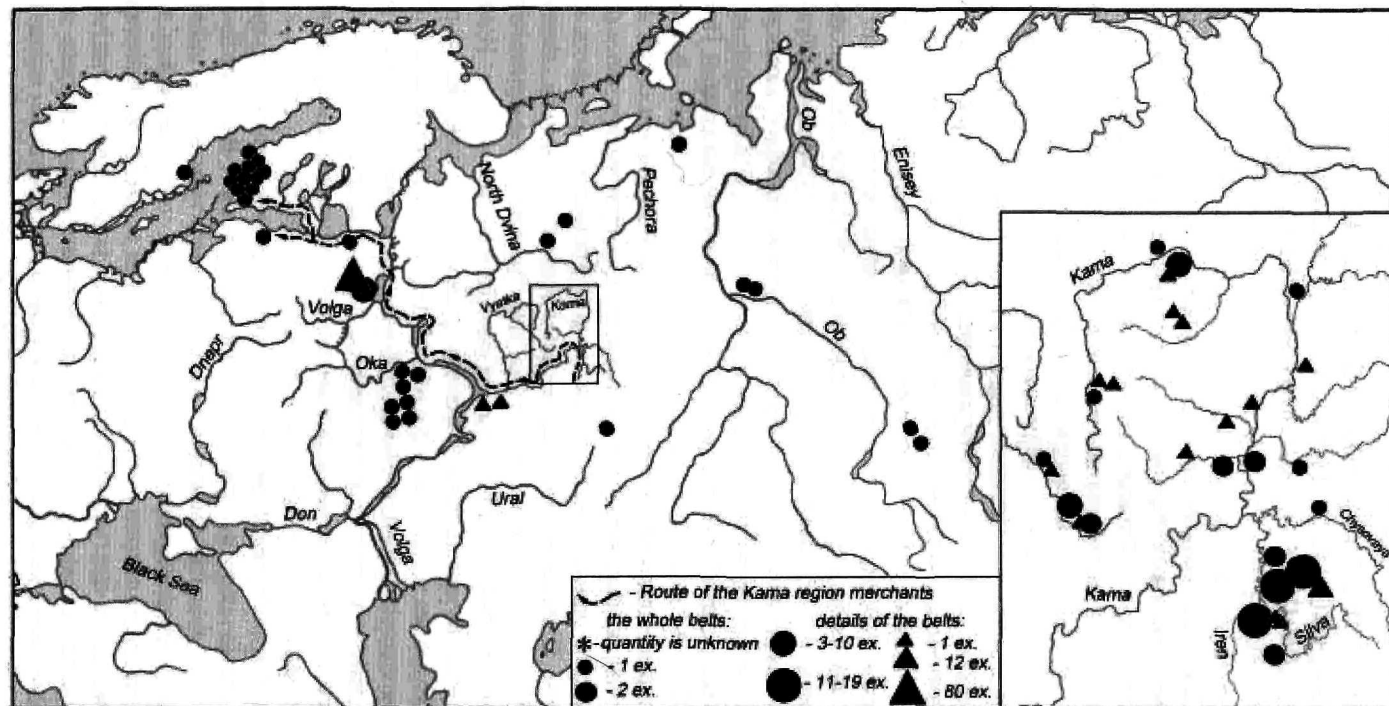 Ob
Enisey
North Dvina
Pechora
Vyatka
Kama
Volga
Ob
Dnapr
Oka
Ural
Don
Volga
Black Sea
Kama
Chysovaya
Kama
Iren
Silva
- Route of the Kama region merchants
the whole belts: details of the belts:
*-quantity is unknown - 3-10 ex. - 1 ex.
- 12 ex.
- 1 ex. - 11-19 ex. - 80 ex.
- 2 ex.